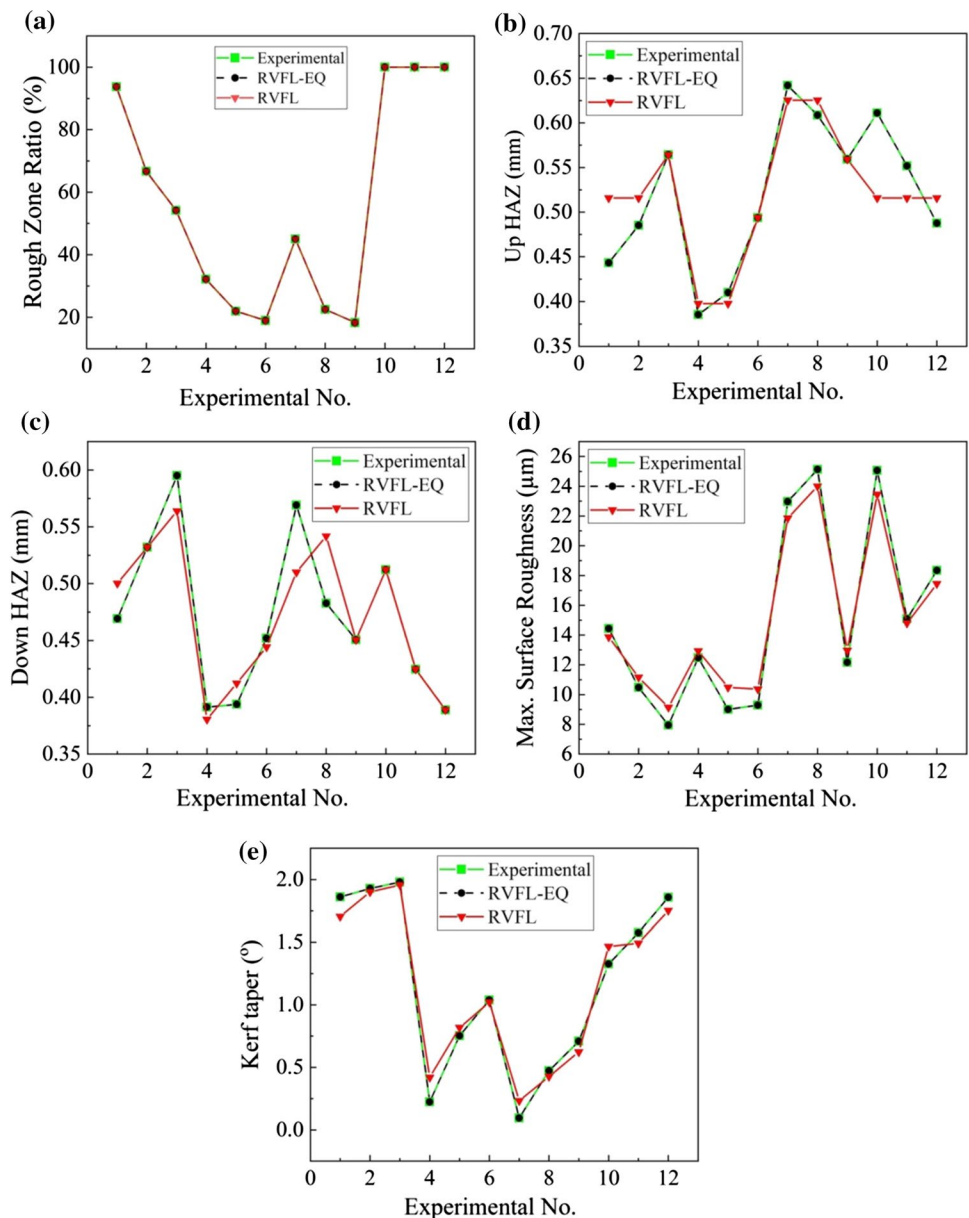 (a)
Experimental
RVFL-EQ
RVFL
Rough Zone Ratio (%)
100
80
60
40
20
0 2 4 6 8 10 12
Experimental No.
(b)
Experimental
RVFL-EQ
RVFL
Up HAZ (mm)
0.70
0.65
0.60
0.55
0.50
0.45
0.40
0.35
0 2 4 6 8 10 12
Experimental No.
(c)
Experimental
RVFL-EQ
RVFL
Down HAZ (mm)
0.60
0.55
0.50
0.45
0.40
0.35
0 2 4 6 8 10 12
Experimental No.
(d)
Experimental
RVFL-EQ
RVFL
Max. Surface Roughness (μm)
26
24
22
20
18
16
14
12
10
8
6
0 2 4 6 8 10 12
Experimental No.
(e)
Experimental
RVFL-EQ
RVFL
Kerf taper (°)
2.0
1.5
1.0
0.5
0.0
0 2 4 6 8 10 12
Experimental No.